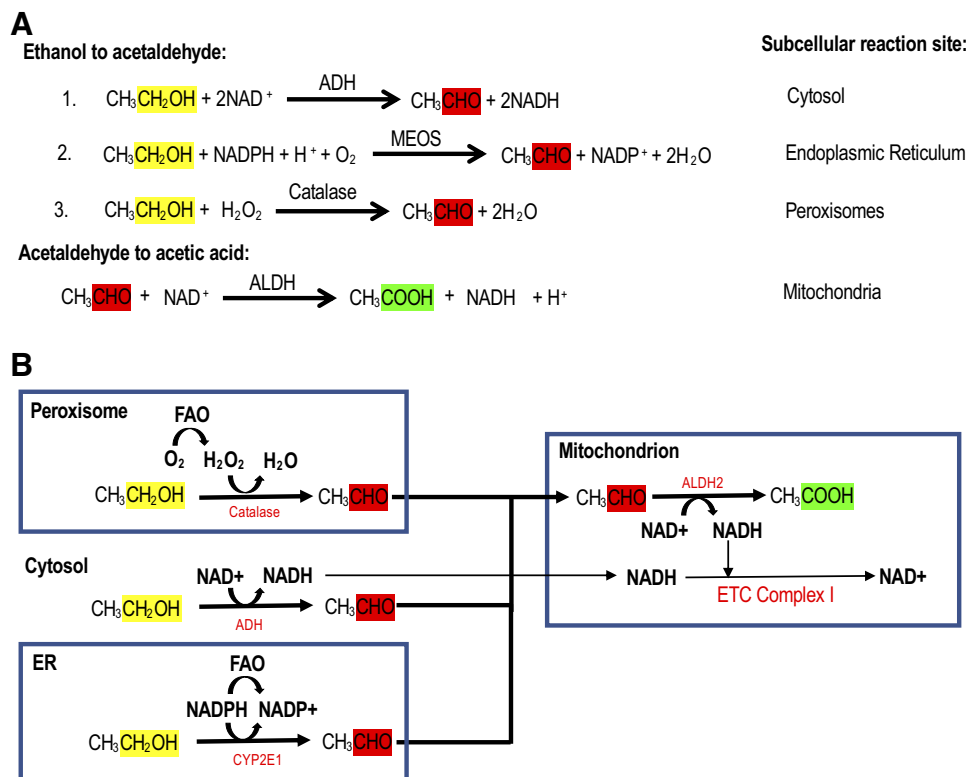 A
Ethanol to acetaldehyde:
Subcellular reaction site:
1. CH₃CH₂OH + 2NAD⁺ ADH CH₃CHO + 2NADH Cytosol
2. CH₃CH₂OH + NADPH + H⁺ + O₂ MEOS CH₃CHO + NADP⁺ + 2H₂O Endoplasmic Reticulum
3. CH₃CH₂OH + H₂O₂ Catalase CH₃CHO + 2H₂O Peroxisomes
Acetaldehyde to acetic acid:
CH₃CHO + NAD⁺ ALDH CH₃COOH + NADH + H⁺ Mitochondria
B
Peroxisome
FAO
O₂ H₂O₂ H₂O
CH₃CH₂OH CH₃CHO
Catalase
Cytosol
NAD+ NADH
CH₃CH₂OH CH₃CHO
ADH
ER
FAO
NADPH NADP+
CH₃CH₂OH CH₃CHO
CYP2E1
Mitochondrion
ALDH2
CH₃CHO CH₃COOH
NAD+ NADH
NADH NAD+
ETC Complex I